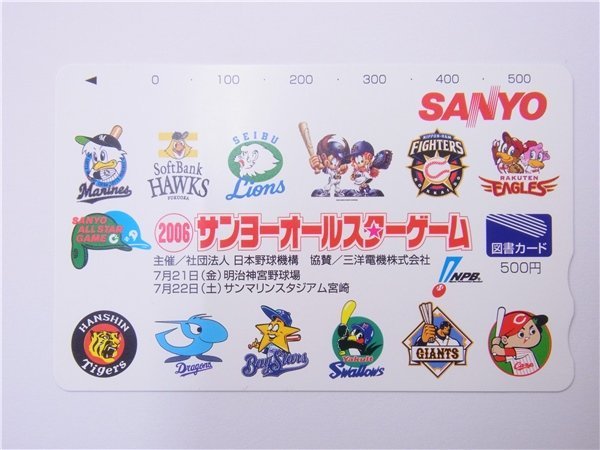 0 · 100 · 200 · 300 · 400 · 500
SANYO
Marines
SoftBank
HAWKS
FUKUOKA
SEIBU
Lions
NIPPON-HAM
FIGHTERS
RAKUTEN
EAGLES
SANYO
ALL STAR
GAME
2006 サンヨーオールスターゲーム
主催/社団法人 日本野球機構 協賛/三洋電機株式会社
7月21日(金) 明治神宮野球場
7月22日(土) サンマリンスタジアム宮崎
NPB
図書カード
500円
HANSHIN
Tigers
Dragons
BayStars
Yakult
Swallows
GIANTS
Carp